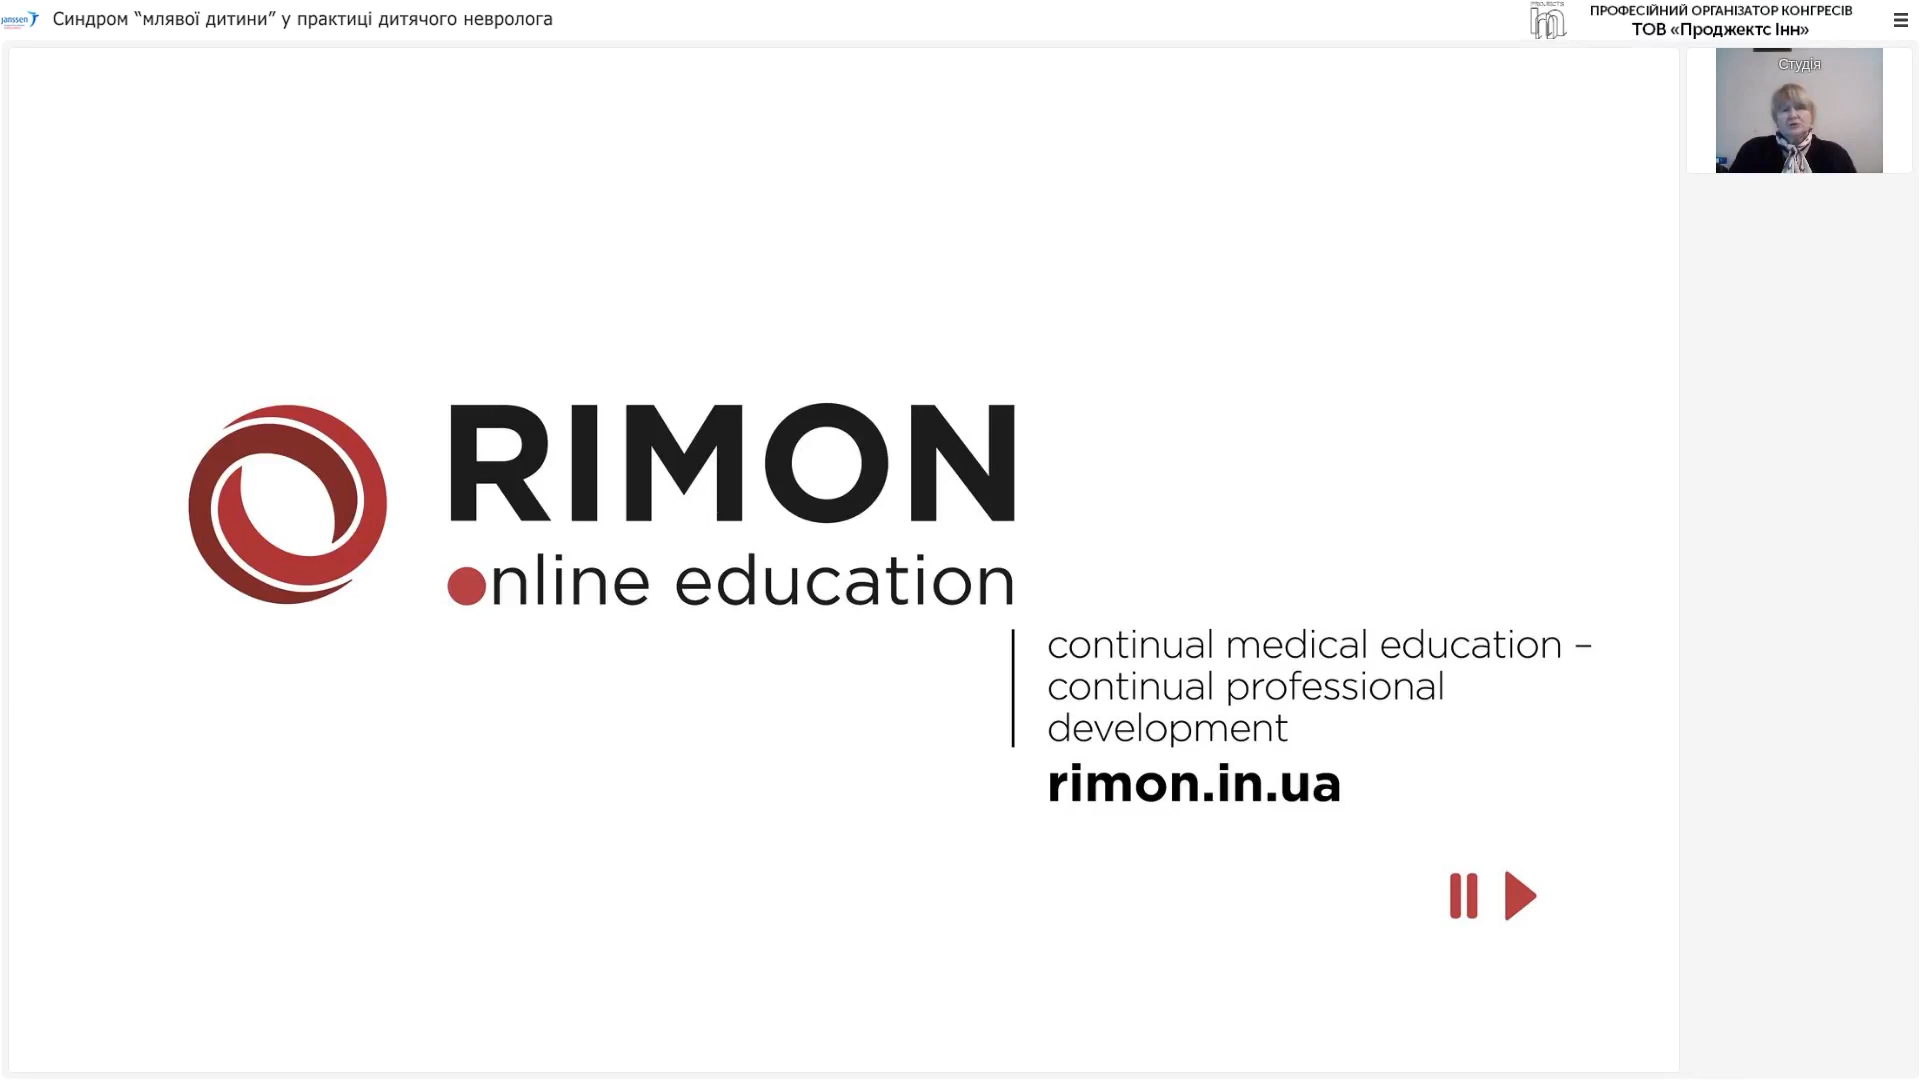 janssen
Синдром “млявої дитини” у практиці дитячого невролога
ПРОФЕСІЙНИЙ ОРГАНІЗАТОР КОНГРЕСІВ
ТОВ «Проджектс Інн»
Студія
RIMON
online education
continual medical education –
continual professional
development
rimon.in.ua